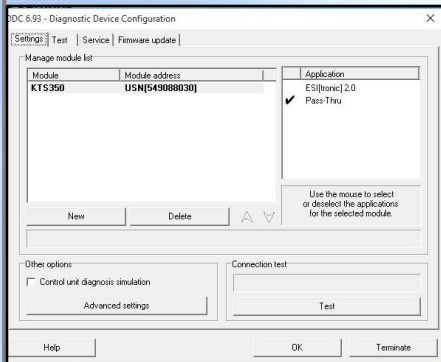 DDC 6.93 - Diagnostic Device Configuration
Settings Test Service Firmware update
Manage module list
Module Module address
KTS350 USN[549088030]
Application
ESI[tronic] 2.0
Pass-Thru
Use the mouse to select
or deselect the applications
for the selected module.
New Delete
Other options
Control unit diagnosis simulation
Advanced settings
Connection test
Test
Help OK Terminate